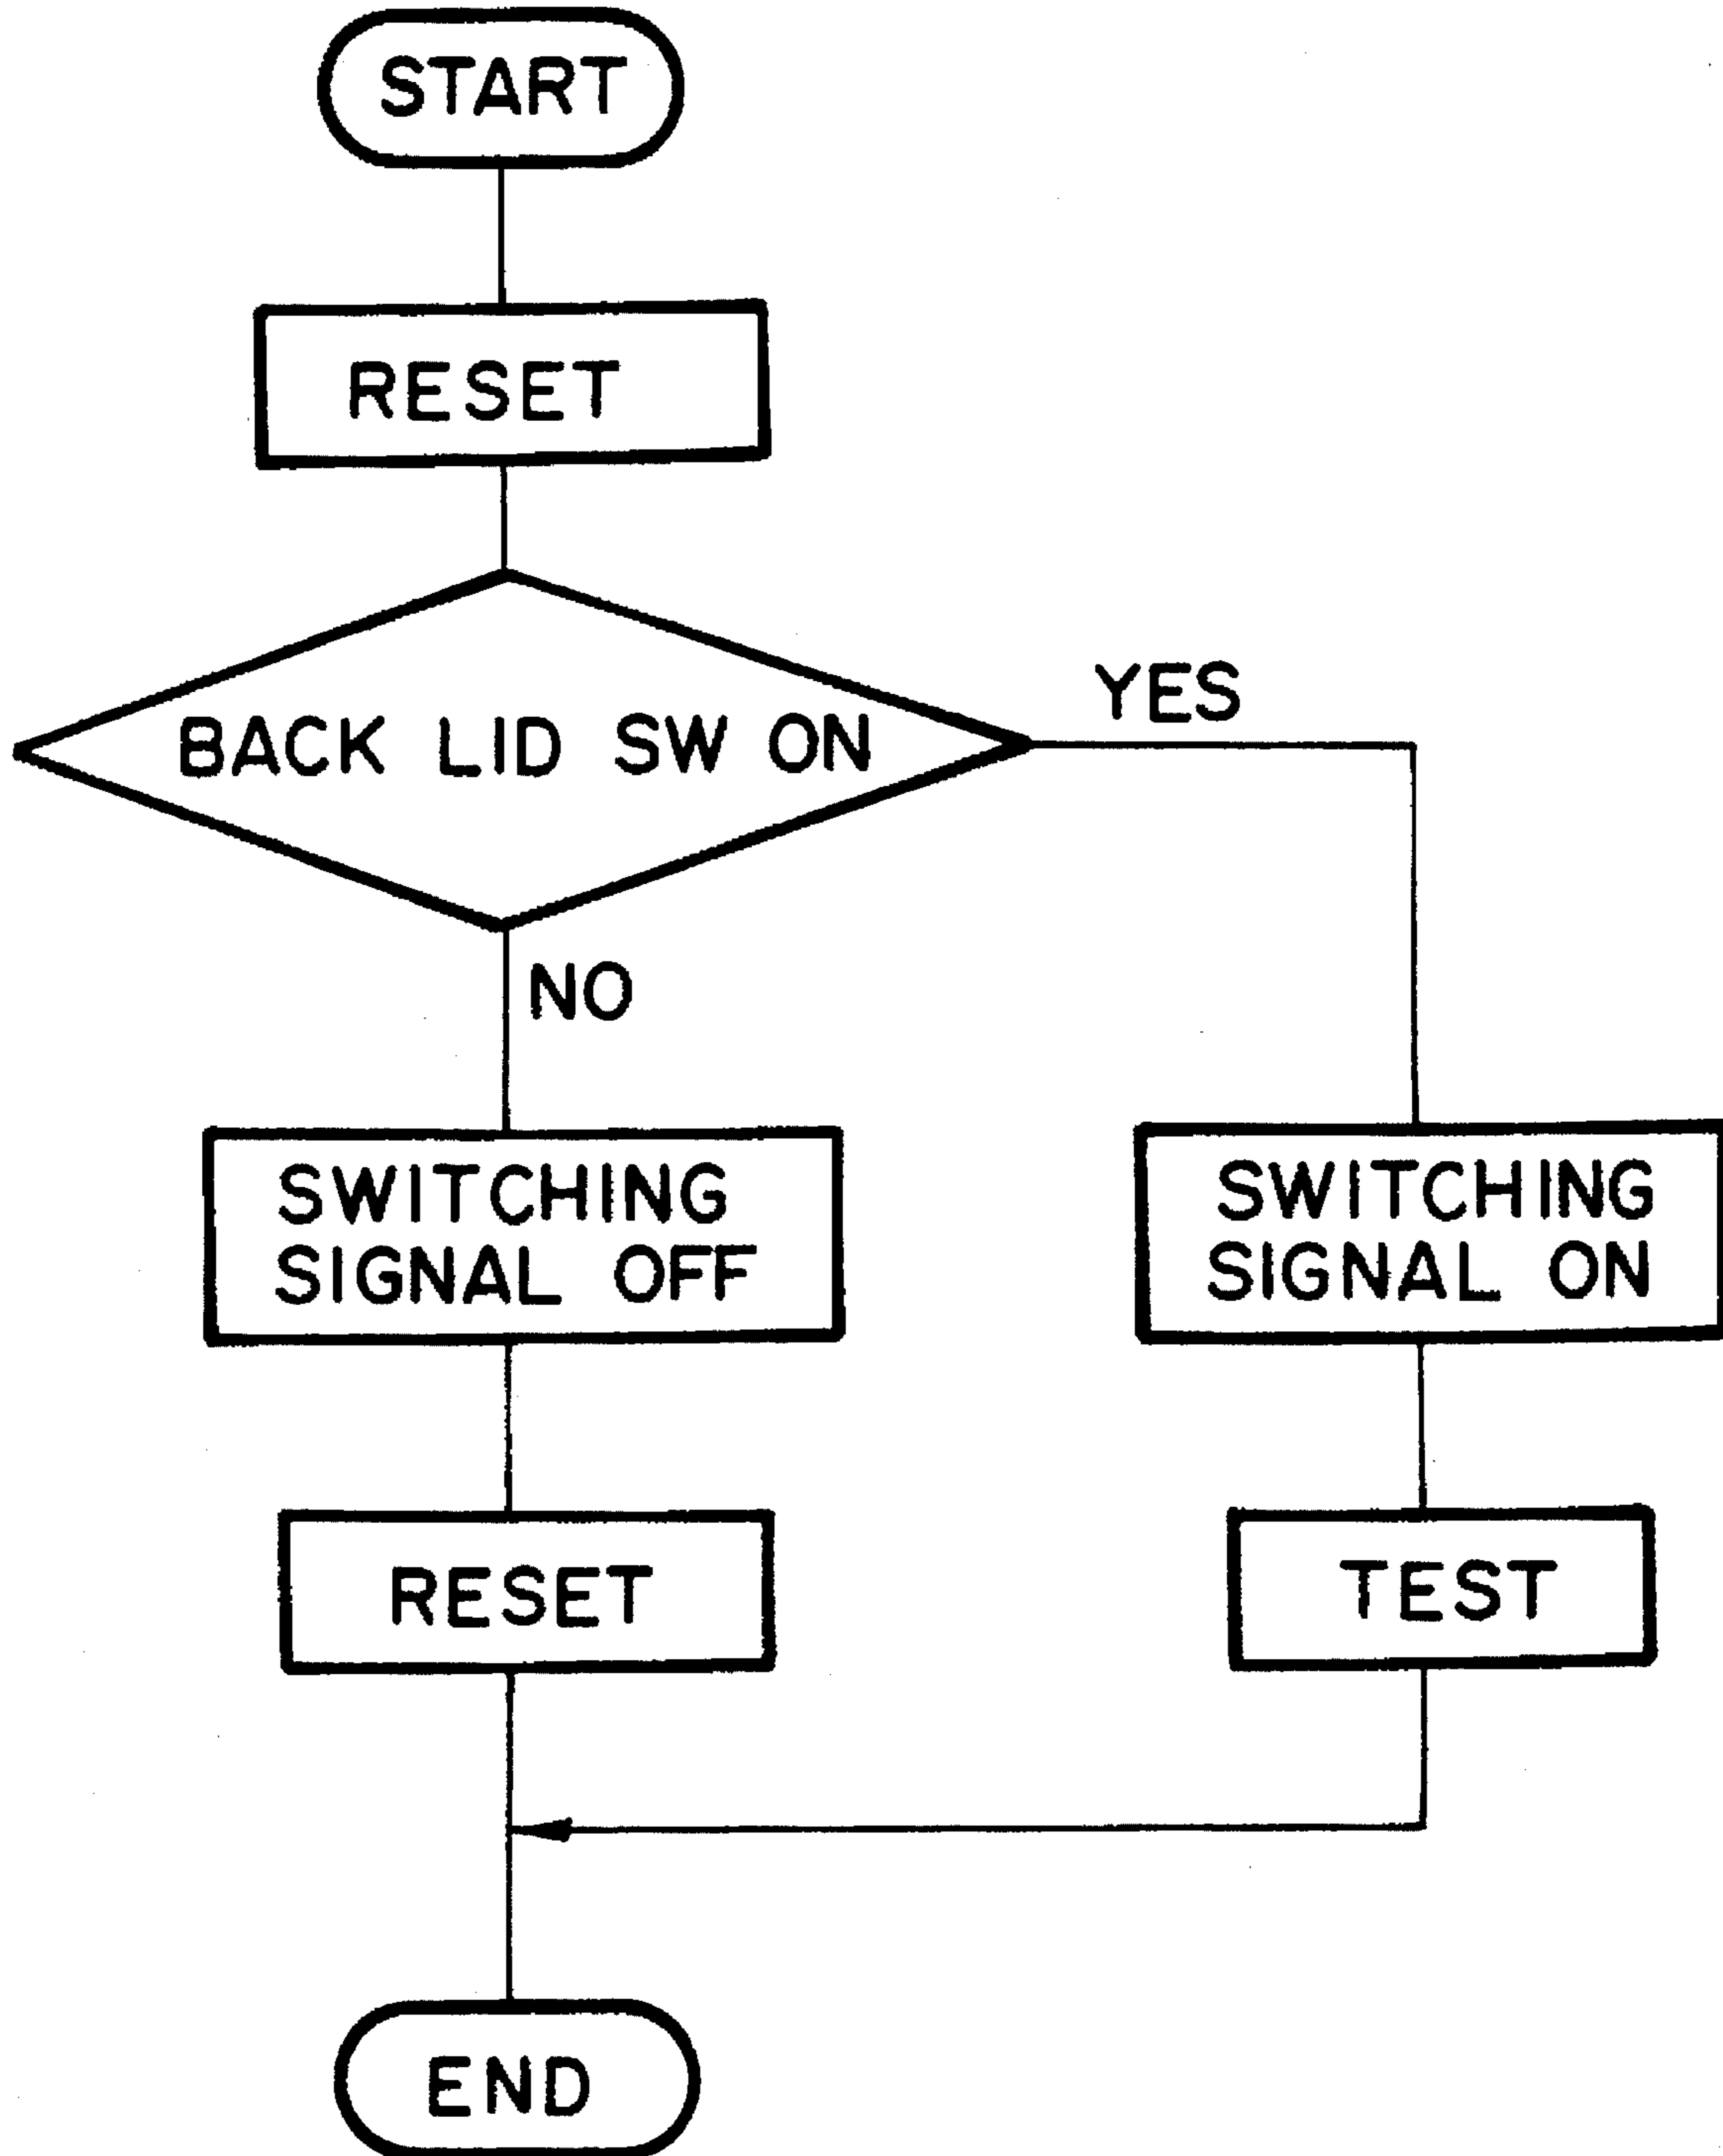 START
RESET
BACK LID SW ON
YES
NO
SWITCHING
SIGNAL OFF
SWITCHING
SIGNAL ON
RESET
TEST
END